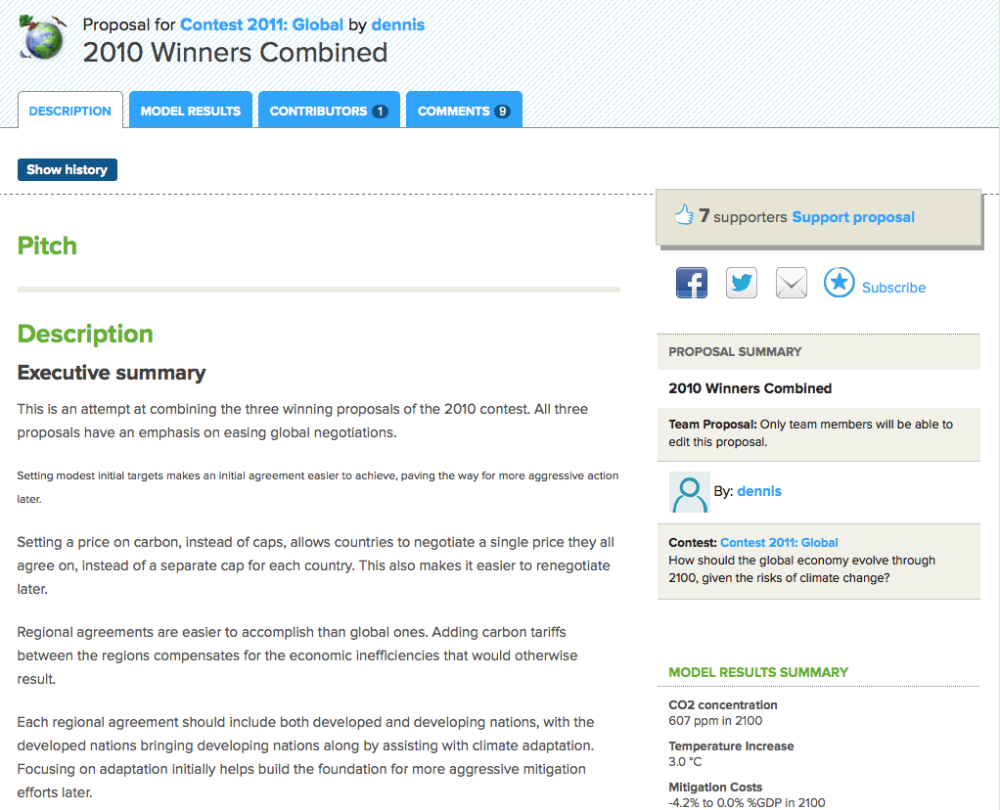 Proposal for Contest 2011: Global by dennis
2010 Winners Combined
DESCRIPTION
MODEL RESULTS
CONTRIBUTORS 1
COMMENTS 9
Show history
7 supporters Support proposal
Subscribe
Pitch
Description
Executive summary
This is an attempt at combining the three winning proposals of the 2010 contest. All three
proposals have an emphasis on easing global negotiations.
Setting modest initial targets makes an initial agreement easier to achieve, paving the way for more aggressive action
later.
Setting a price on carbon, instead of caps, allows countries to negotiate a single price they all
agree on, instead of a separate cap for each country. This also makes it easier to renegotiate
later.
Regional agreements are easier to accomplish than global ones. Adding carbon tariffs
between the regions compensates for the economic inefficiencies that would otherwise
result.
Each regional agreement should include both developed and developing nations, with the
developed nations bringing developing nations along by assisting with climate adaptation.
Focusing on adaptation initially helps build the foundation for more aggressive mitigation
efforts later.
PROPOSAL SUMMARY
2010 Winners Combined
Team Proposal: Only team members will be able to
edit this proposal.
By: dennis
Contest: Contest 2011: Global
How should the global economy evolve through
2100, given the risks of climate change?
MODEL RESULTS SUMMARY
CO2 concentration
607 ppm in 2100
Temperature Increase
3.0 °C
Mitigation Costs
-4.2% to 0.0% %GDP in 2100